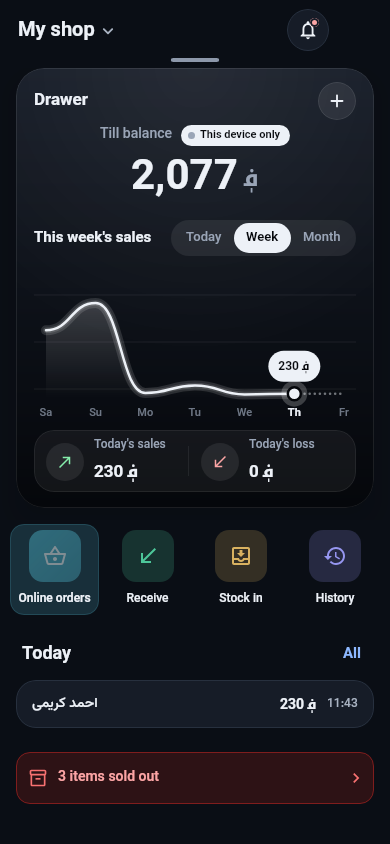 My shop
Drawer
Till balance
This device only
2,077 ؋
This week's sales
Today Week Month
230 ؋
Sa Su Mo Tu We Th Fr
Today's sales
230 ؋
Today's loss
0 ؋
Online orders
Receive
Stock in
History
Today
All
احمد کریمی
230 ؋
11:43
3 items sold out